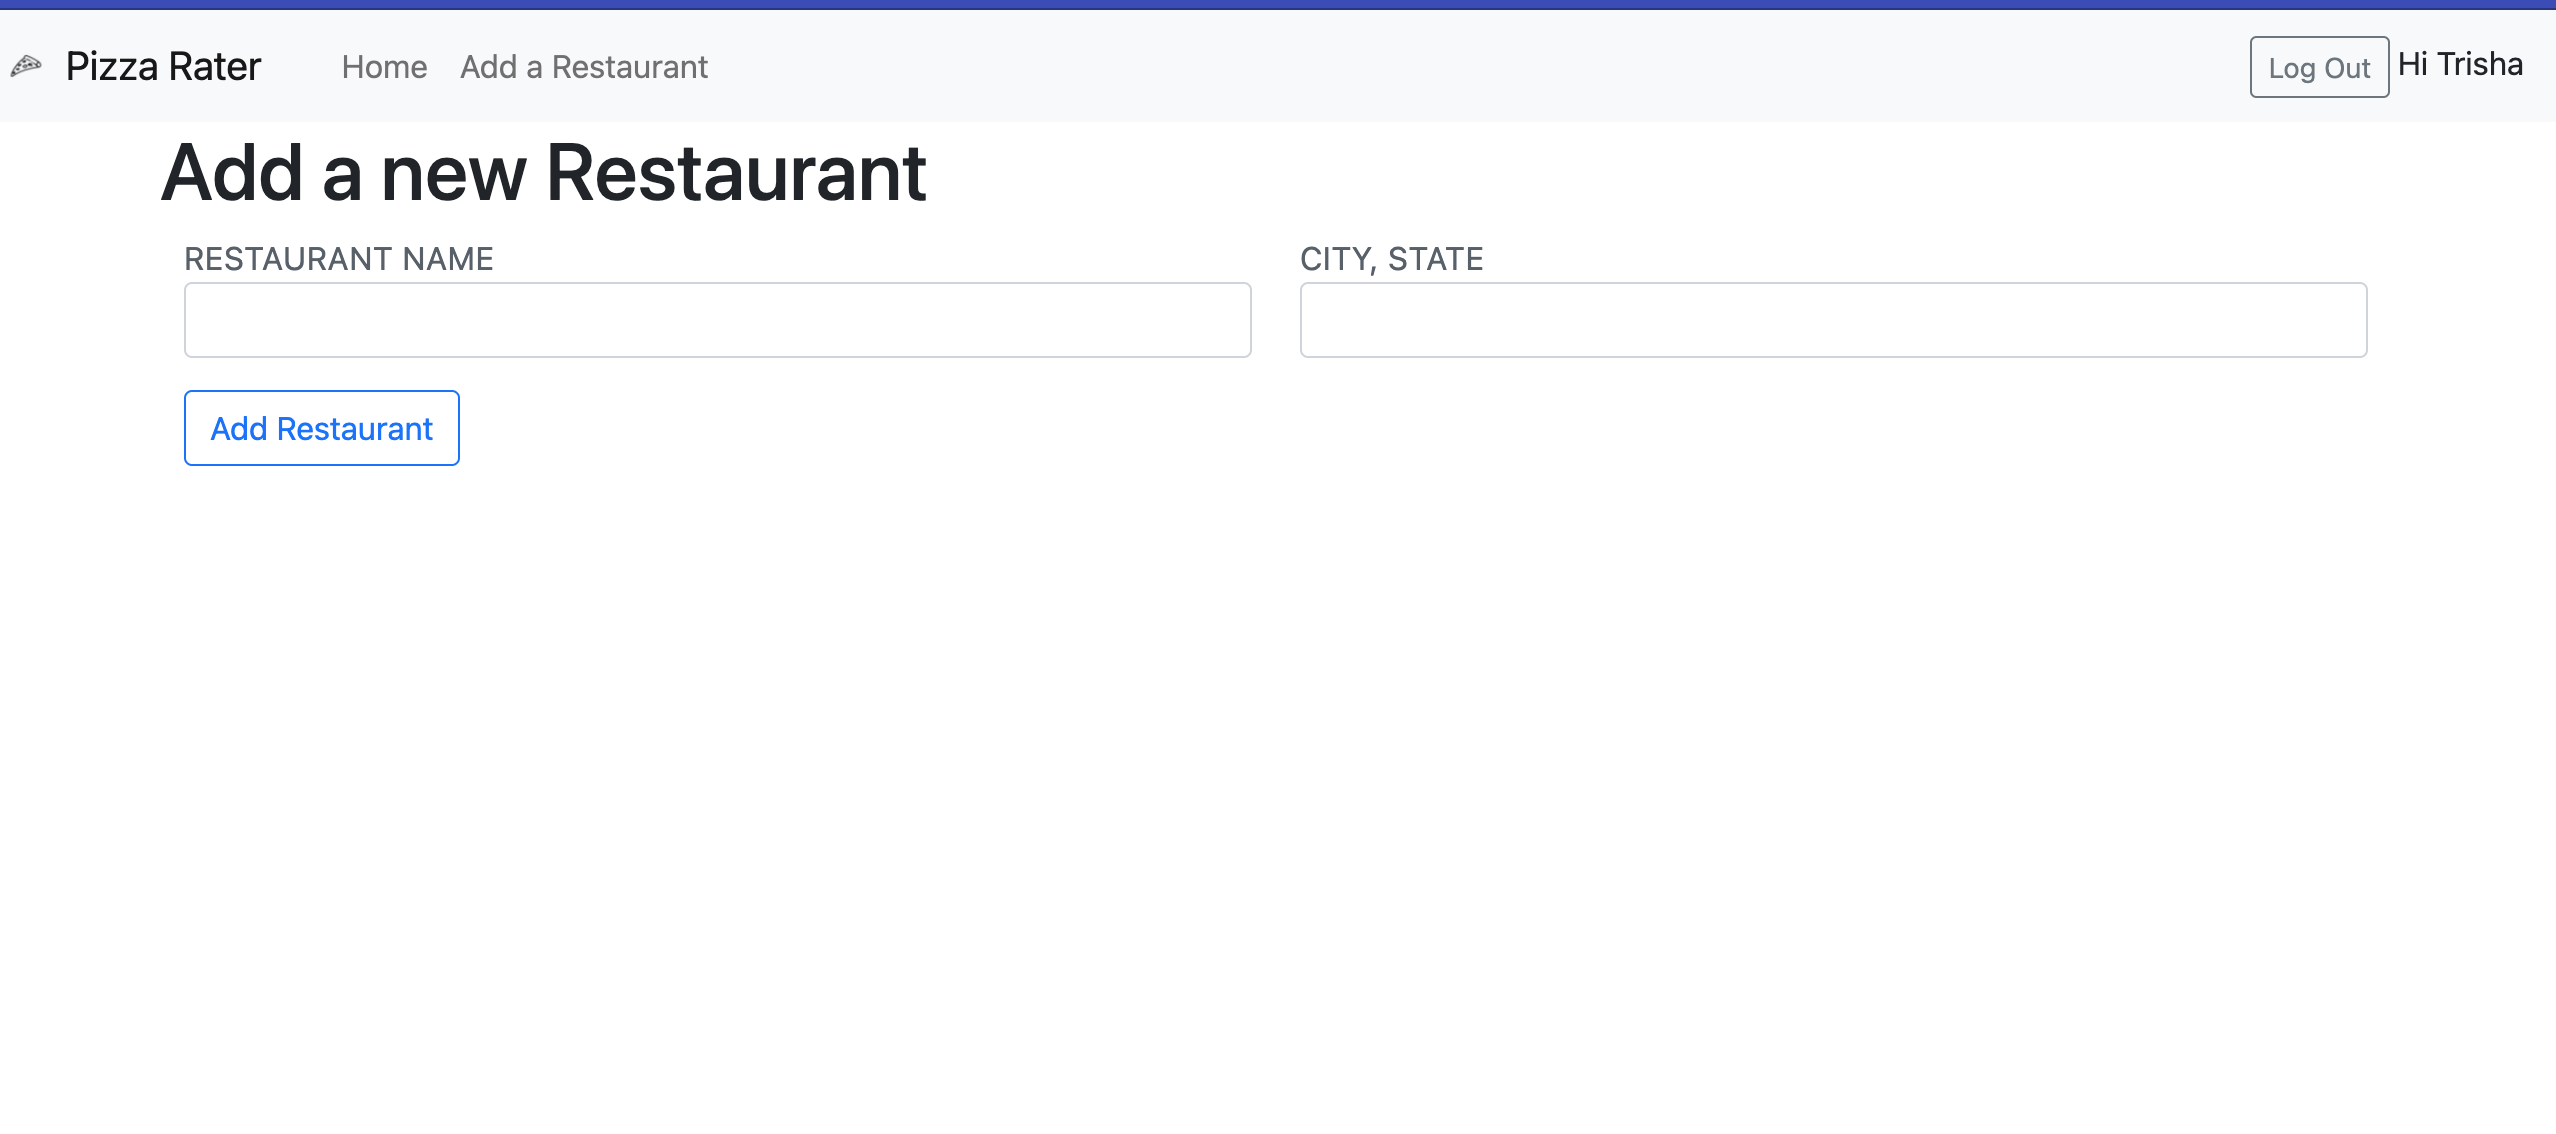 Pizza Rater Home Add a Restaurant Log Out Hi Trisha
Add a new Restaurant
RESTAURANT NAME CITY, STATE
Add Restaurant